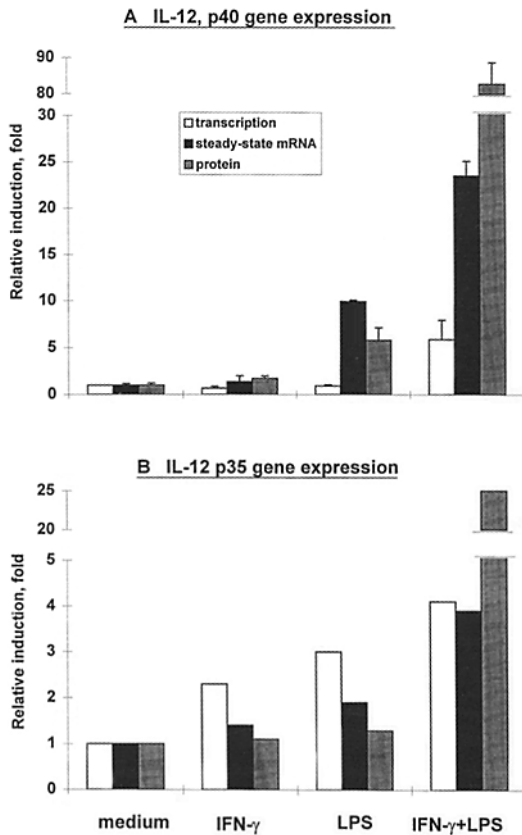 A IL-12, p40 gene expression
90
80
30
25
20
15
10
5
0
Relative induction, fold
transcription
steady-state mRNA
protein
B IL-12 p35 gene expression
25
20
5
4
3
2
1
0
Relative induction, fold
medium IFN-γ LPS IFN-γ+LPS